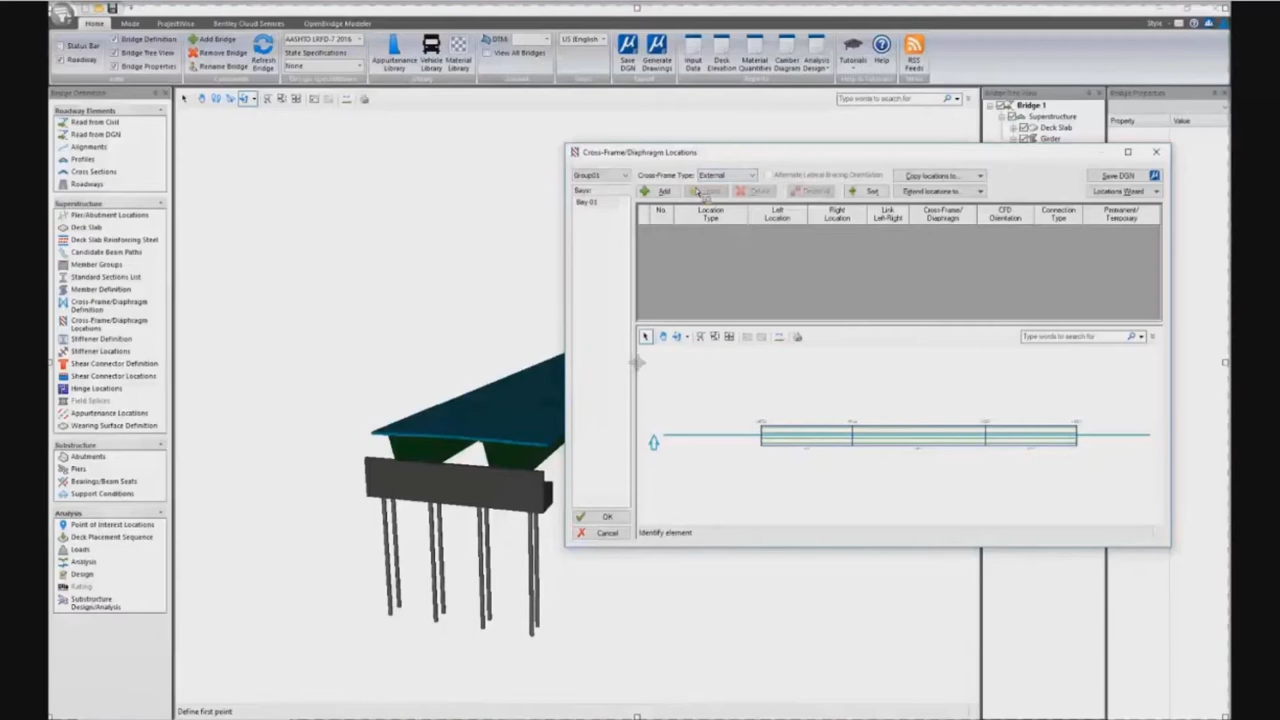 Home Mode ProjectWise Bentley Cloud Services OpenBridge Modeler Style
Status Bar
Roadway
Bridge Definition
Bridge Tree View
Bridge Properties
Add Bridge
Remove Bridge
Rename Bridge
Refresh Bridge
AASHTO LRFD-7 2016
State Specifications
None
Appurtenance Library
Vehicle Library
Material Library
DTM:
View All Bridges
US (English)
Save DGN
Generate Drawings
Input Data
Deck Elevation
Material Quantities
Camber Diagram
Analysis Design
Tutorials
Help
RSS Feeds
Bridge Definition
Roadway Elements
Read from Civil
Read from DGN
Alignments
Profiles
Cross Sections
Roadways
Superstructure
Pier/Abutment Locations
Deck Slab
Deck Slab Reinforcing Steel
Candidate Beam Paths
Member Groups
Standard Sections List
Member Definition
Cross-Frame/Diaphragm
Definition
Cross-Frame/Diaphragm
Locations
Stiffener Definition
Stiffener Locations
Shear Connector Definition
Shear Connector Locations
Hinge Locations
Field Splices
Appurtenance Locations
Wearing Surface Definition
Substructure
Abutments
Piers
Bearings/Beam Seats
Support Conditions
Analysis
Point of Interest Locations
Deck Placement Sequence
Loads
Analysis
Design
Rating
Substructure
Design/Analysis
Type words to search for
Bridge Tree View
Bridge 1
Superstructure
Deck Slab
Girder
Bridge Properties
Property Value
Cross-Frame/Diaphragm Locations
Group01 Cross-Frame Type: External Alternate Lateral Bracing Orientation Copy locations to... Save DGN
Bays: Add Delete Sort Extend locations to... Locations Wizard
Bay 01
No. Location Type Left Location Right Location Link Left-Right Cross-Frame/ Diaphragm CFD Orientation Connection Type Permanent/ Temporary
Type words to search for
OK
Cancel
Identify element
Define first point